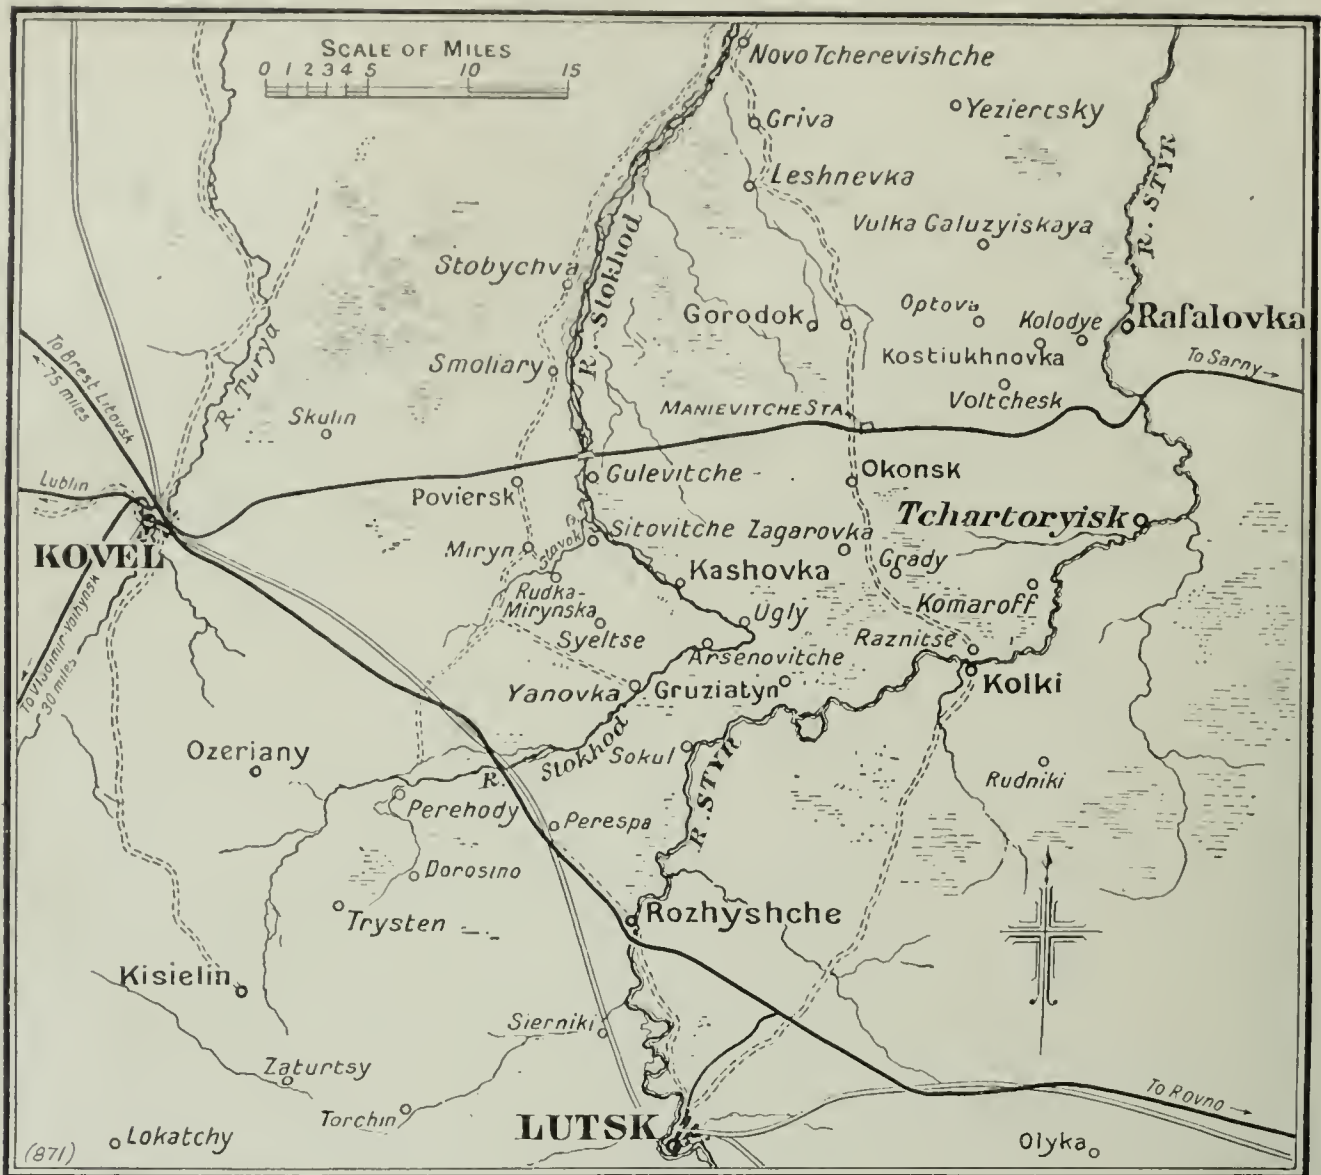 SCALE OF MILES
0 1 2 3 4 5 10 15
Novo Tcherevishche
Yeziertsky
Griva
R. STYR
Leshnevka
Vulka Galuzyiskaya
R. Stokhod
Stobychva
Optova
Gorodok
Kolodye
Rafalovka
R. Turya
To Brest Litovsk
75 miles
Smoliary
Kostiukhnovka
To Sarny
Skulin
MANIEVITCHE STA.
Voltchesk
Lublin
Poviersk
Gulevitche
Okonsk
Tchartoryisk
KOVEL
Miryn
Stavok
Sitovitche
Zagarovka
Kashovka
Grady
Rudka-
Mirynska
Komaroff
To Vladimir-Volhynsk
30 miles
Syeltse
Ugly
Raznitse
Arsenovitche
Yanovka
Gruziatyn
Kolki
Ozeriany
R. Stokhod
Sokul
R. STYR
Rudniki
Perehody
Perespa
Dorosino
Trysten
Rozhyshche
Kisielin
Sierniki
Zaturtsy
Torchin
To Rovno
LUTSK
Lokatchy
Olyka
(871)